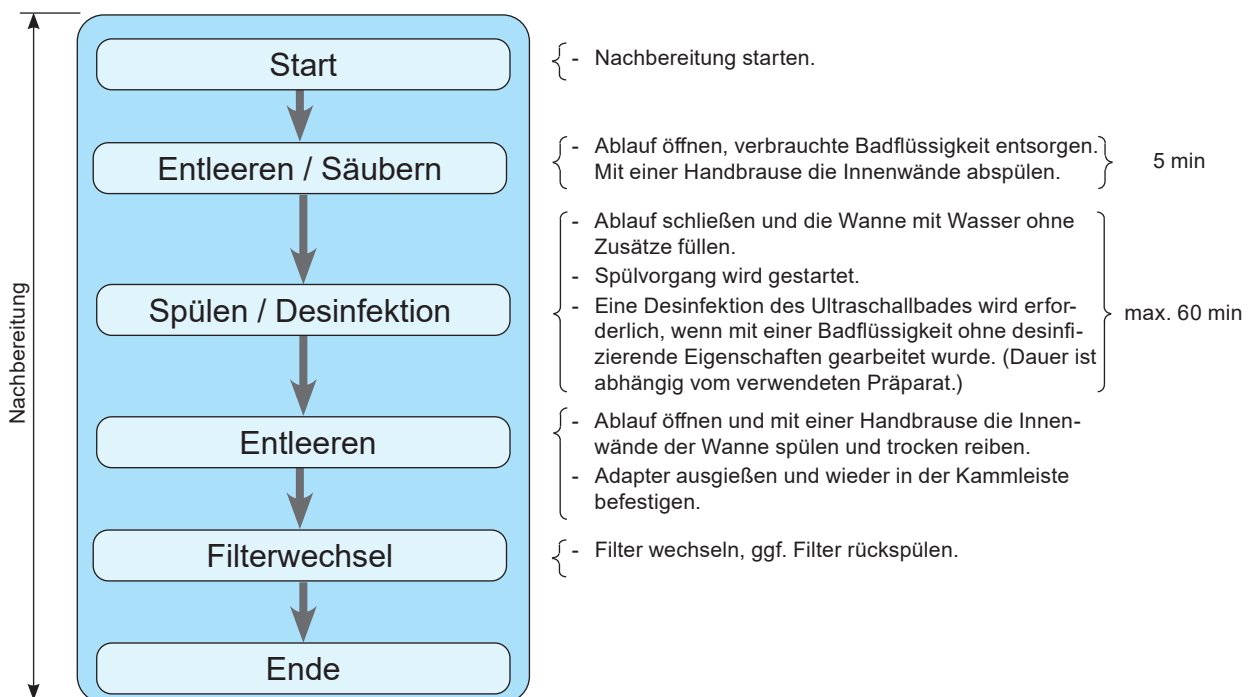 Nachbereitung
Start
- Nachbereitung starten.
Entleeren / Säubern
- Ablauf öffnen, verbrauchte Badflüssigkeit entsorgen.
Mit einer Handbrause die Innenwände abspülen.
5 min
Spülen / Desinfektion
- Ablauf schließen und die Wanne mit Wasser ohne
Zusätze füllen.
- Spülvorgang wird gestartet.
- Eine Desinfektion des Ultraschallbades wird erfor-
derlich, wenn mit einer Badflüssigkeit ohne desinfi-
zierende Eigenschaften gearbeitet wurde. (Dauer ist
abhängig vom verwendeten Präparat.)
max. 60 min
Entleeren
- Ablauf öffnen und mit einer Handbrause die Innen-
wände der Wanne spülen und trocken reiben.
- Adapter ausgießen und wieder in der Kammleiste
befestigen.
Filterwechsel
- Filter wechseln, ggf. Filter rückspülen.
Ende